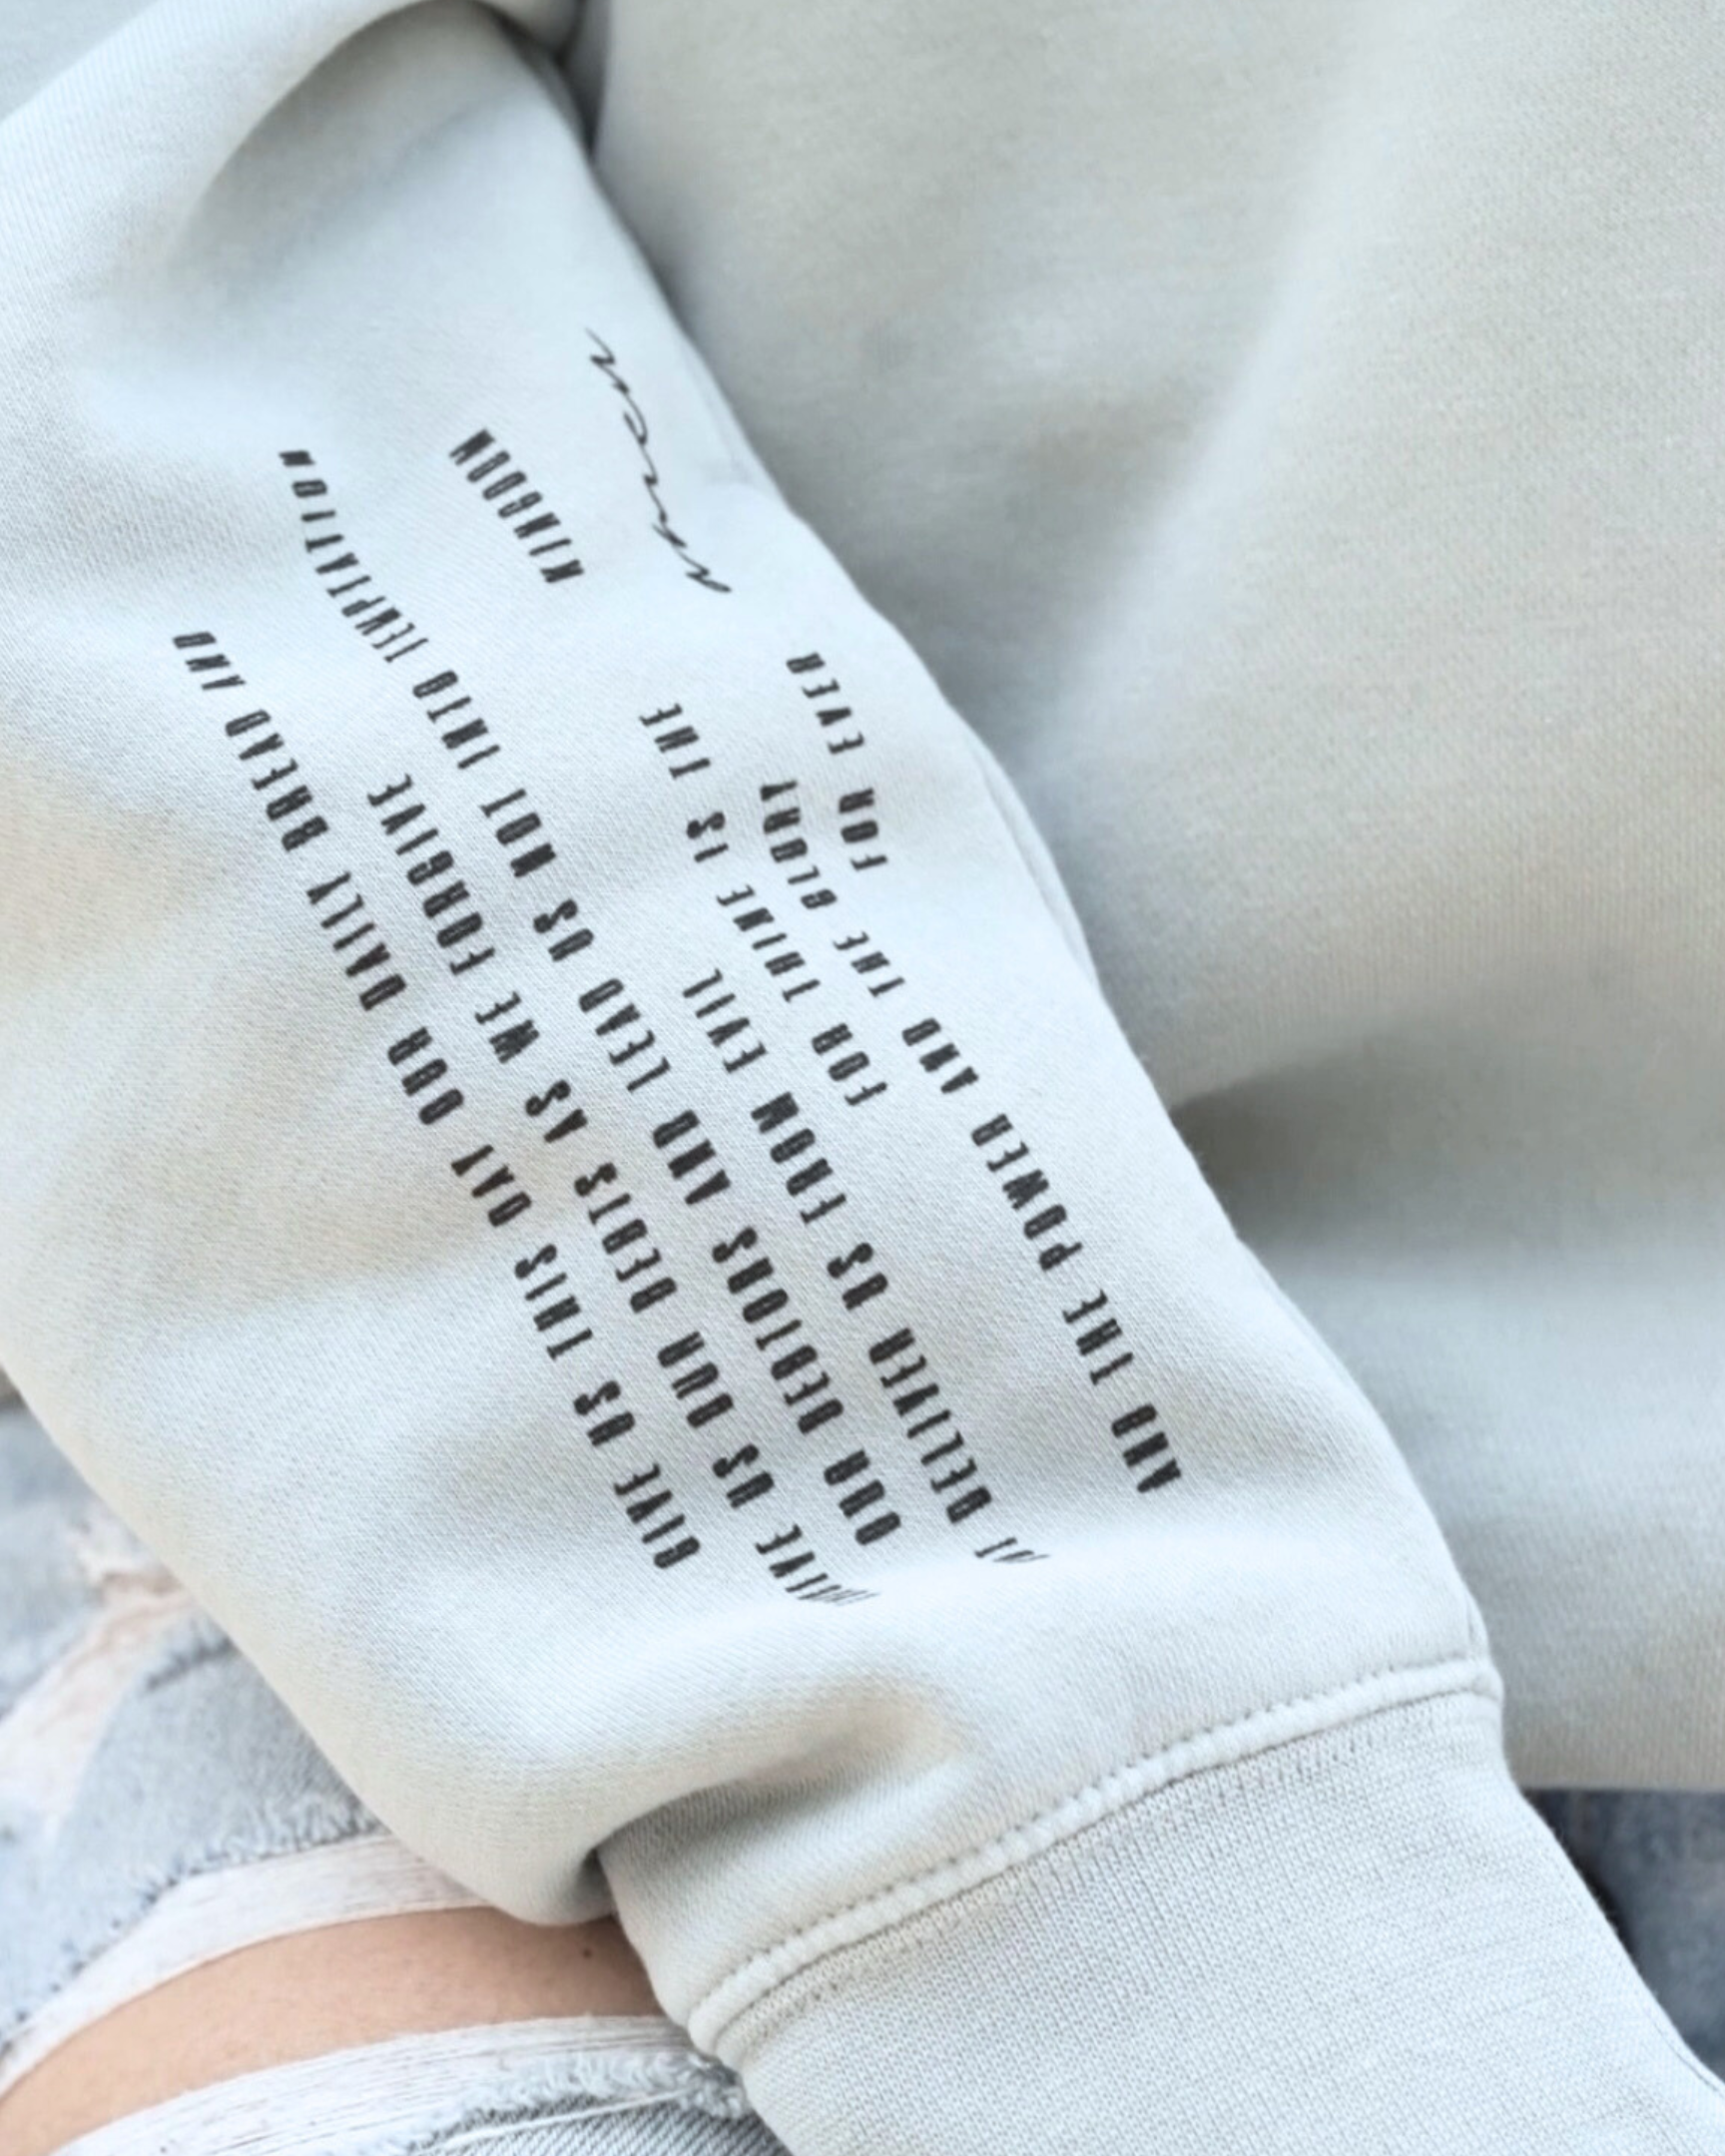 GIVE US THIS DAY OUR DAILY BREAD AND
US OUR DEBTS AS WE FORGIVE
OUR DEBTORS AND LEAD US NOT INTO TEMPTATION
DELIVER US FROM EVIL
FOR THINE IS THE KINGDOM
AND THE POWER AND THE GLORY
FOR EVER